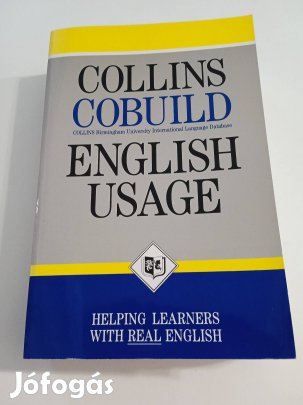 COLLINS
COBUILD
COLLINS Birmingham University International Language Database
ENGLISH
USAGE
HELPING LEARNERS
WITH REAL ENGLISH
Jófogás